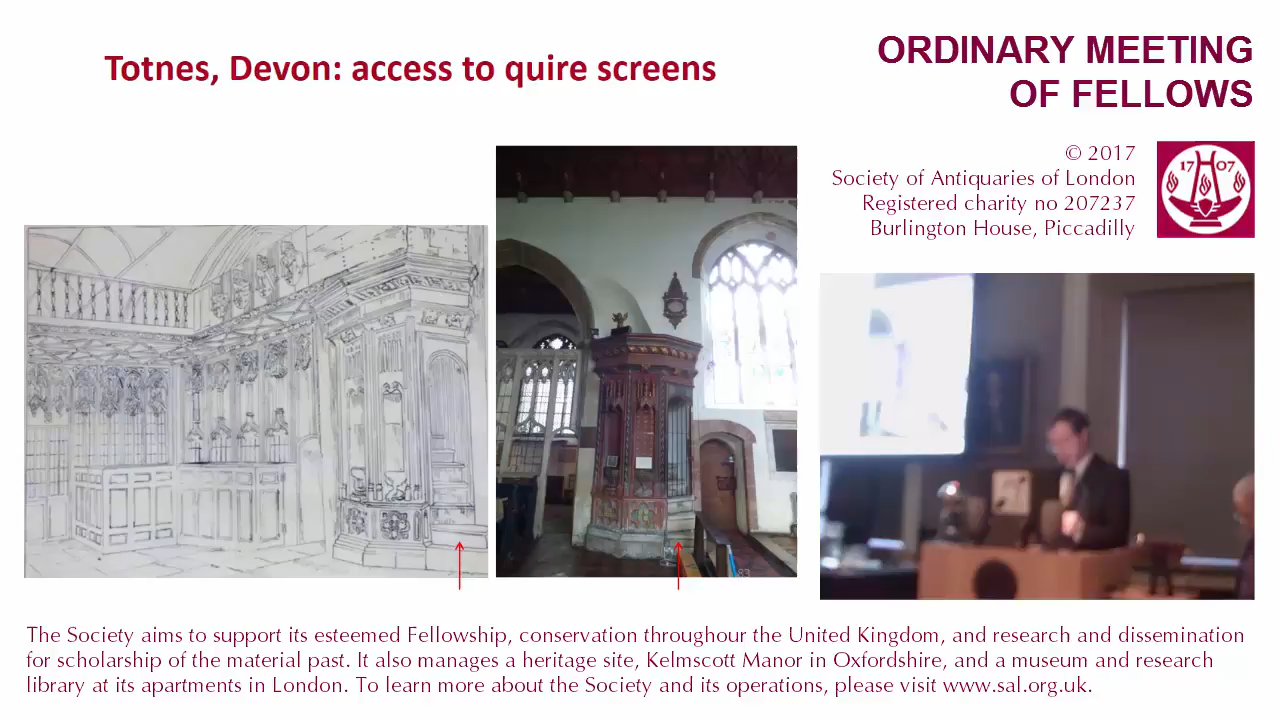 Totnes, Devon: access to quire screens
ORDINARY MEETING
OF FELLOWS
© 2017
Society of Antiquaries of London
Registered charity no 207237
Burlington House, Piccadilly
17 07
83
The Society aims to support its esteemed Fellowship, conservation throughour the United Kingdom, and research and dissemination
for scholarship of the material past. It also manages a heritage site, Kelmscott Manor in Oxfordshire, and a museum and research
library at its apartments in London. To learn more about the Society and its operations, please visit www.sal.org.uk.